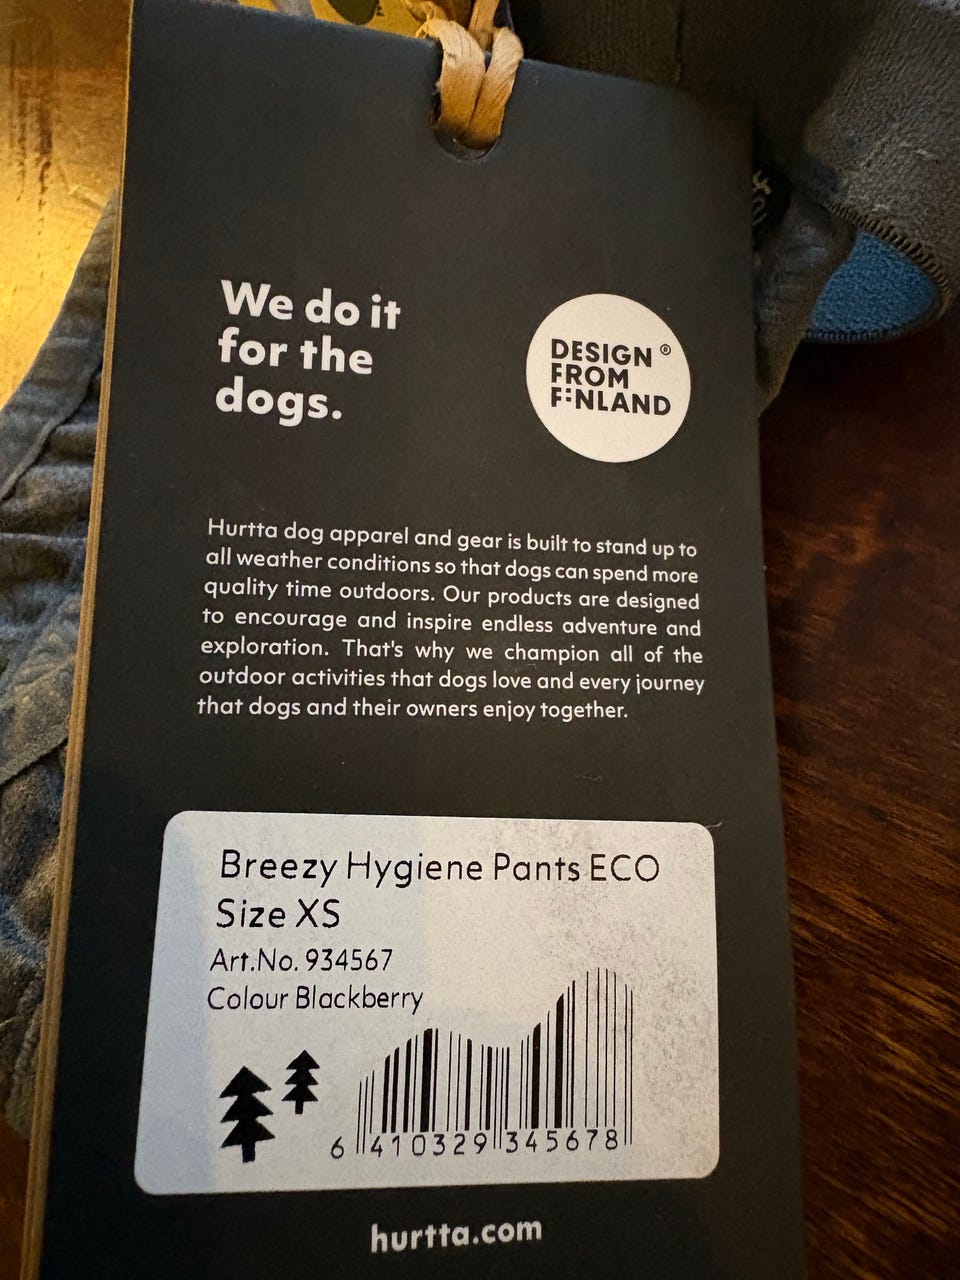 We do it
for the
dogs.
DESIGN ®
FROM
FINLAND
Hurtta dog apparel and gear is built to stand up to
all weather conditions so that dogs can spend more
quality time outdoors. Our products are designed
to encourage and inspire endless adventure and
exploration. That's why we champion all of the
outdoor activities that dogs love and every journey
that dogs and their owners enjoy together.
Breezy Hygiene Pants ECO
Size XS
Art.No. 934567
Colour Blackberry
6 410329 345678
hurtta.com